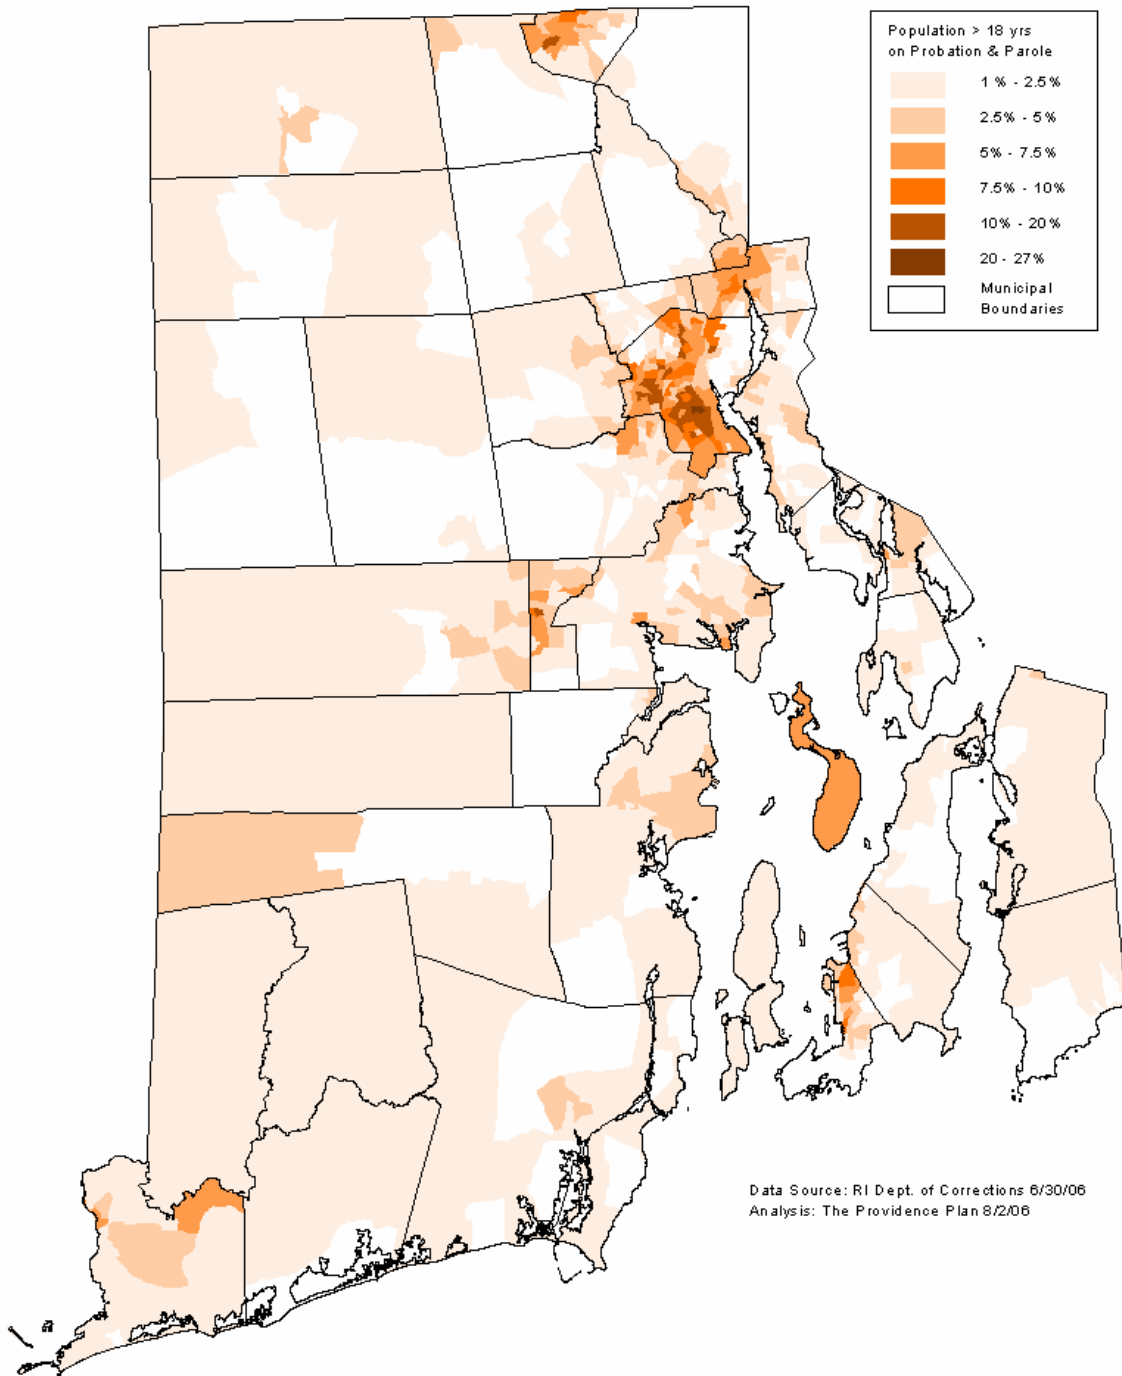 Population > 18 yrs
on Probation & Parole
1 % - 2.5 %
2.5% - 5%
5% - 7.5%
7.5% - 10%
10% - 20%
20 - 27%
Municipal
Boundaries
Data Source: RI Dept. of Corrections 6/30/06
Analysis: The Providence Plan 8/2/06